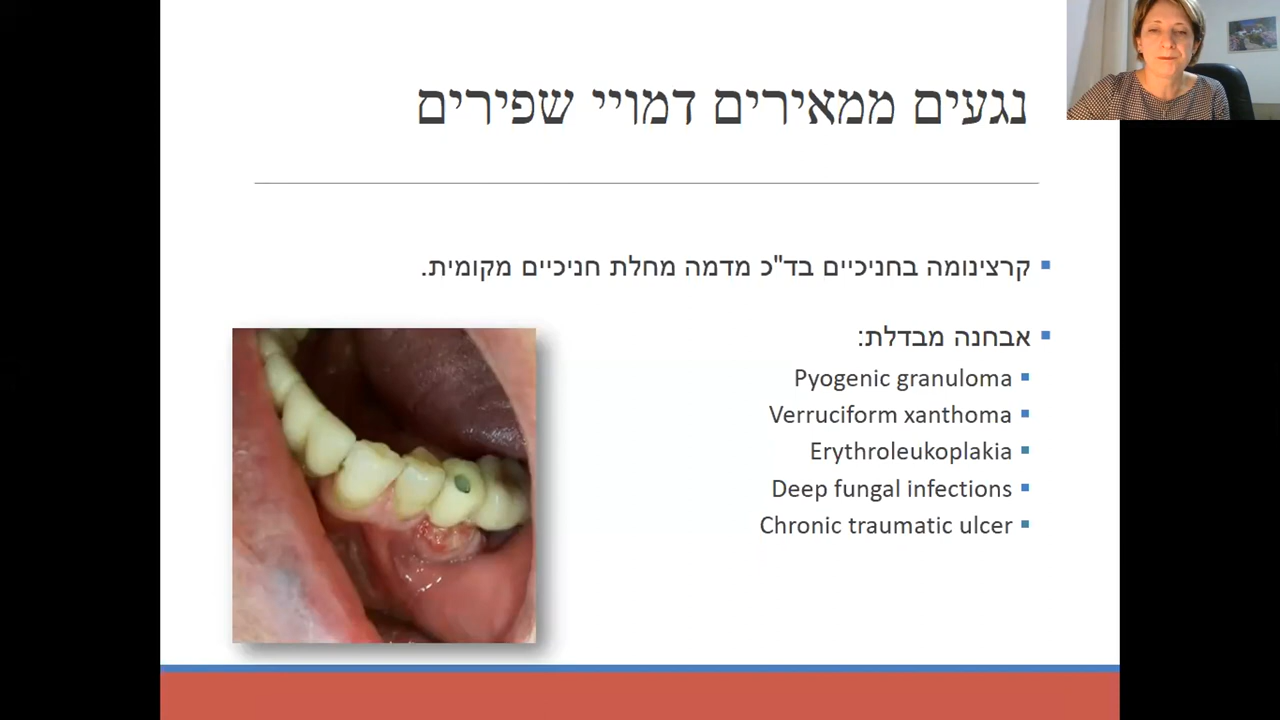 נגעים ממאירים דמויי שפירים
קרצינומה בחניכיים בד"כ מדמה מחלת חניכיים מקומית.
אבחנה מבדלת:
Pyogenic granuloma
Verruciform xanthoma
Erythroleukoplakia
Deep fungal infections
Chronic traumatic ulcer